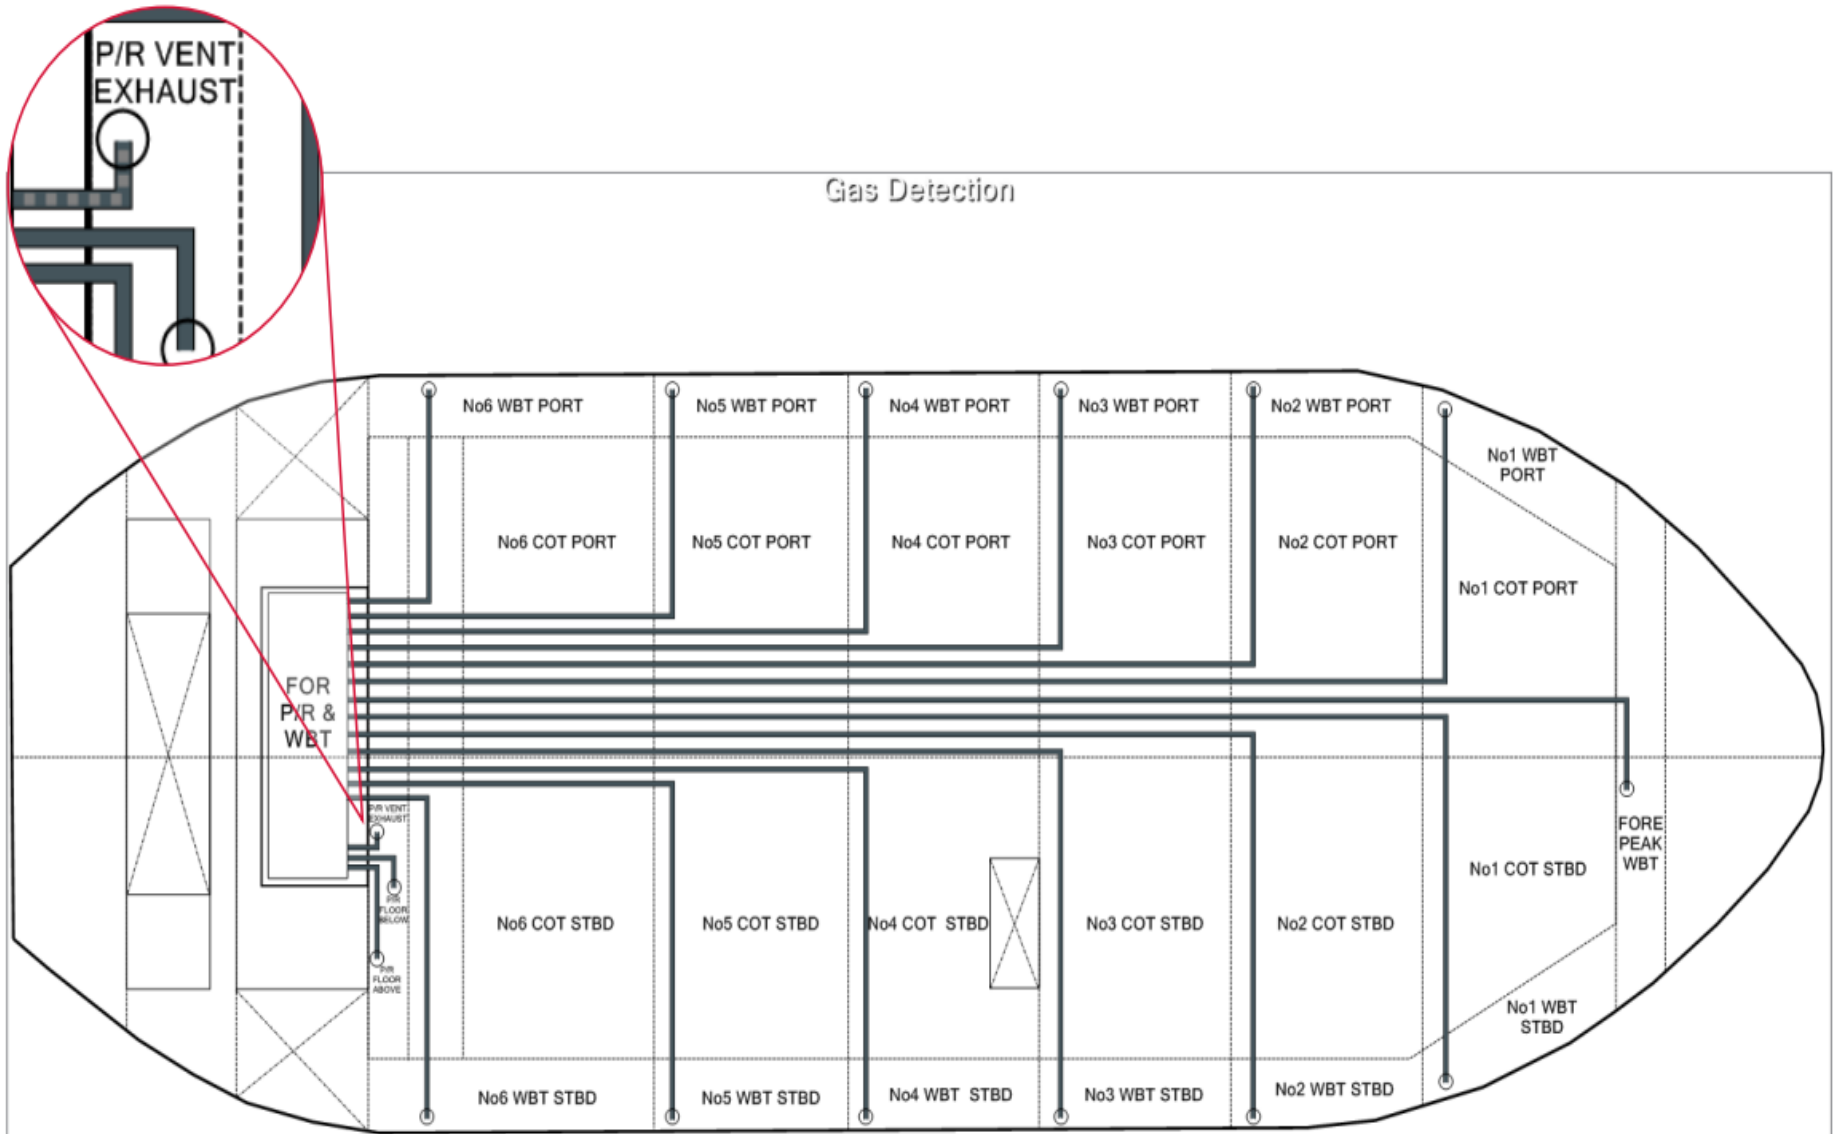 P/R VENT
EXHAUST
Gas Detection
No6 WBT PORT
No5 WBT PORT
No4 WBT PORT
No3 WBT PORT
No2 WBT PORT
No1 WBT
PORT
No6 COT PORT
No5 COT PORT
No4 COT PORT
No3 COT PORT
No2 COT PORT
No1 COT PORT
FOR
P/R &
WBT
P/R VENT
EXHAUST
P/R
FLOOR
BELOW
P/R
FLOOR
ABOVE
FORE
PEAK
WBT
No6 COT STBD
No5 COT STBD
No4 COT STBD
No3 COT STBD
No2 COT STBD
No1 COT STBD
No1 WBT
STBD
No6 WBT STBD
No5 WBT STBD
No4 WBT STBD
No3 WBT STBD
No2 WBT STBD